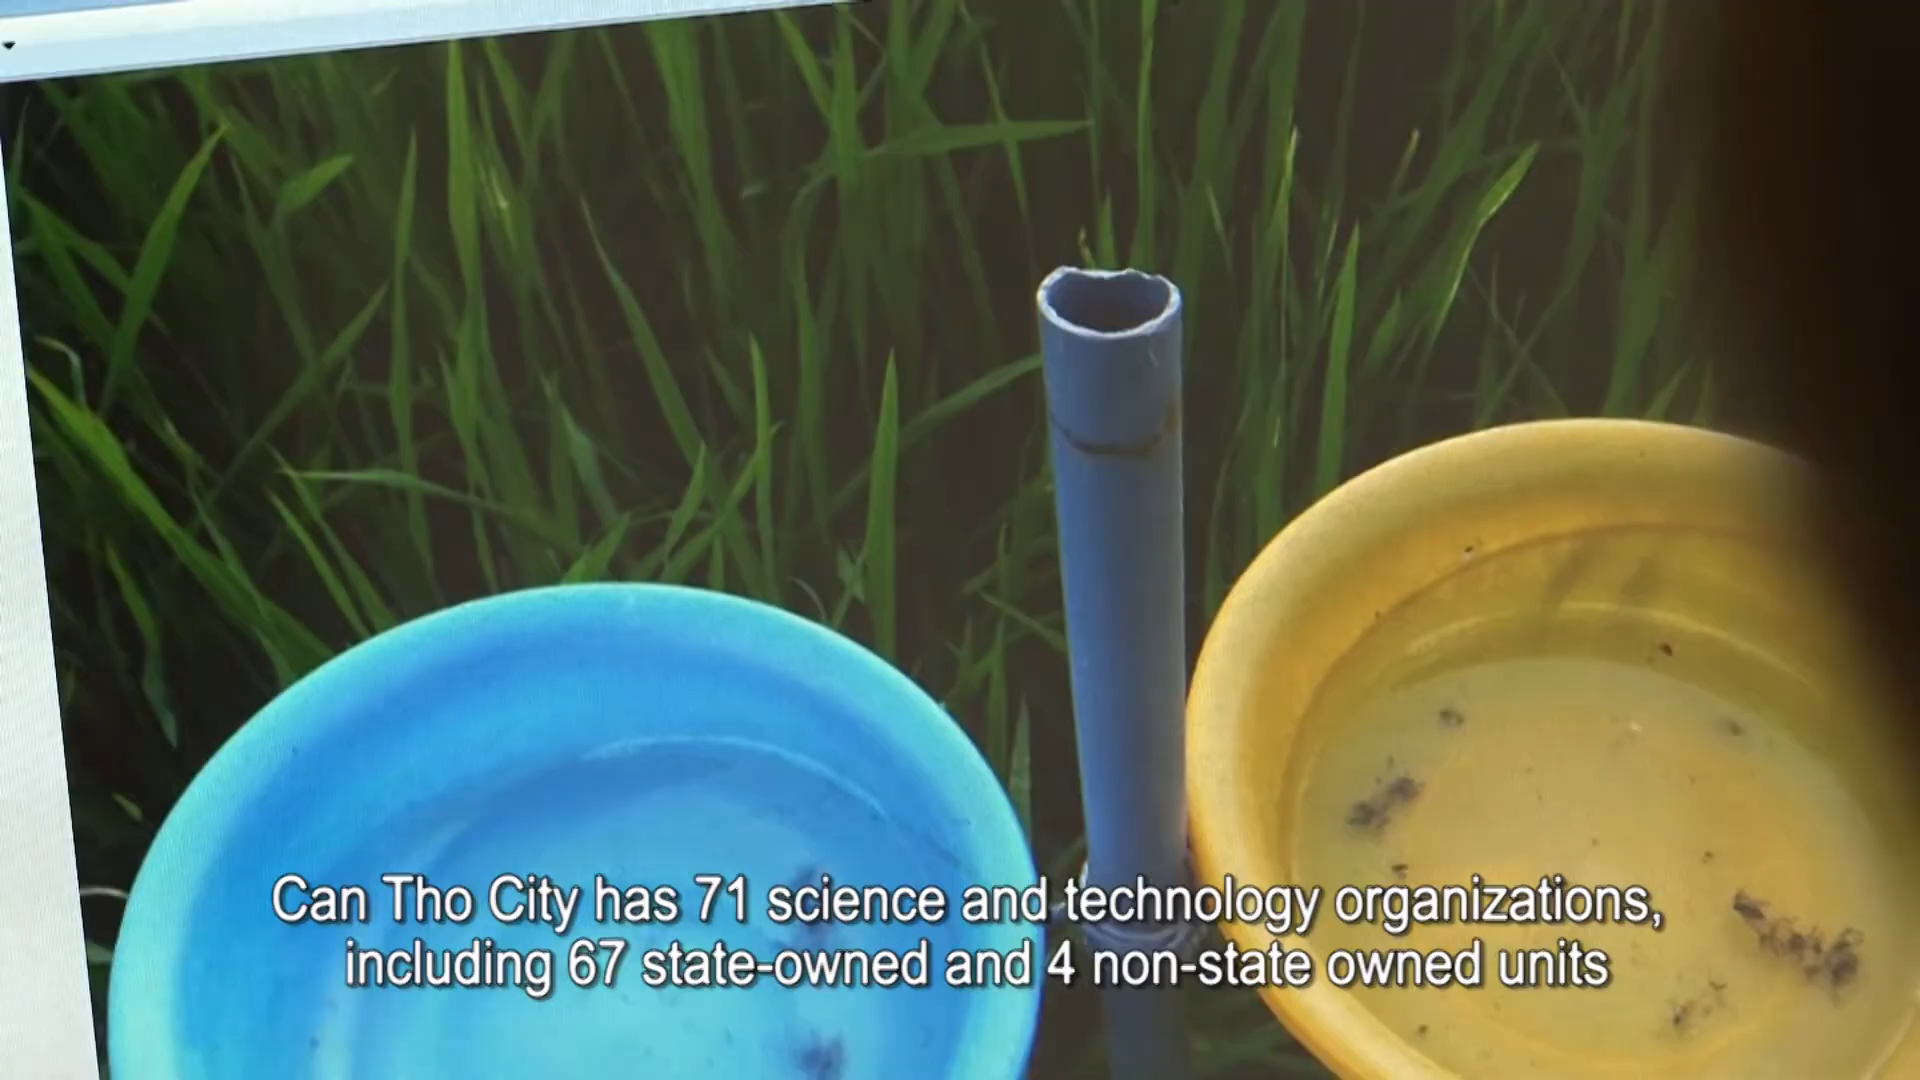 Can Tho City has 71 science and technology organizations,
including 67 state-owned and 4 non-state owned units